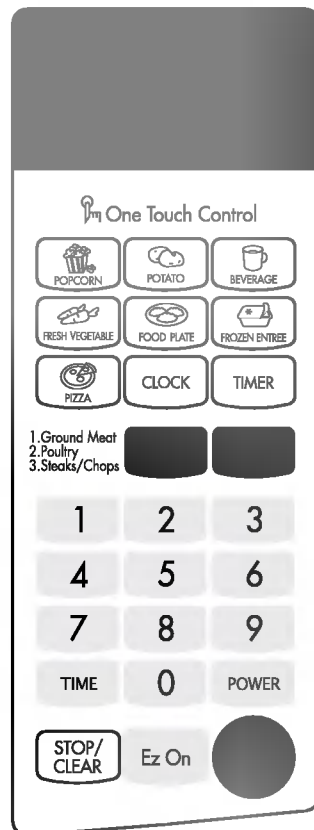 One Touch Control
POPCORN POTATO BEVERAGE
FRESH VEGETABLE FOOD PLATE FROZEN ENTREE
PIZZA CLOCK TIMER
1.Ground Meat
2.Poultry
3.Steaks/Chops
1 2 3
4 5 6
7 8 9
TIME 0 POWER
STOP/
CLEAR Ez On